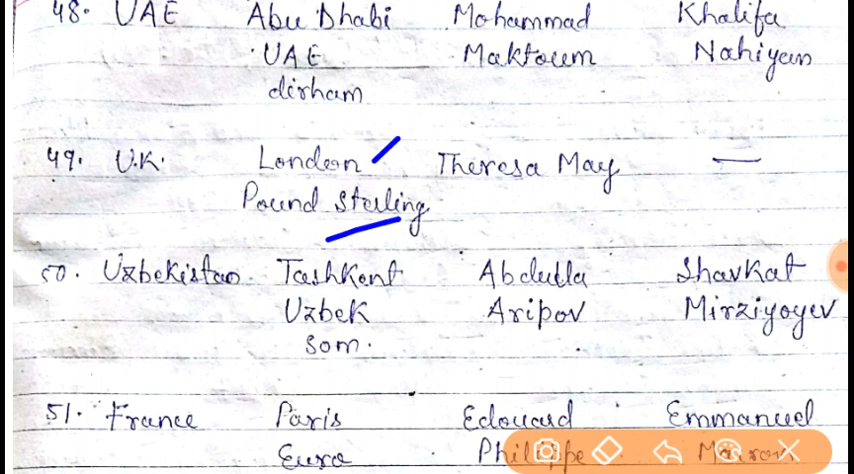 48. UAE Abu Dhabi Mohammad Khalifa
UAE Maktoum Nahiyan
dirham
49. U.K. London Theresa May —
Pound Sterling
50. Uzbekistan Tashkent Abdulla Shavkat
Uzbek Aripov Mirziyoyev
Som.
51. France Paris Edouard Emmanuel
Euro Philippe Macron